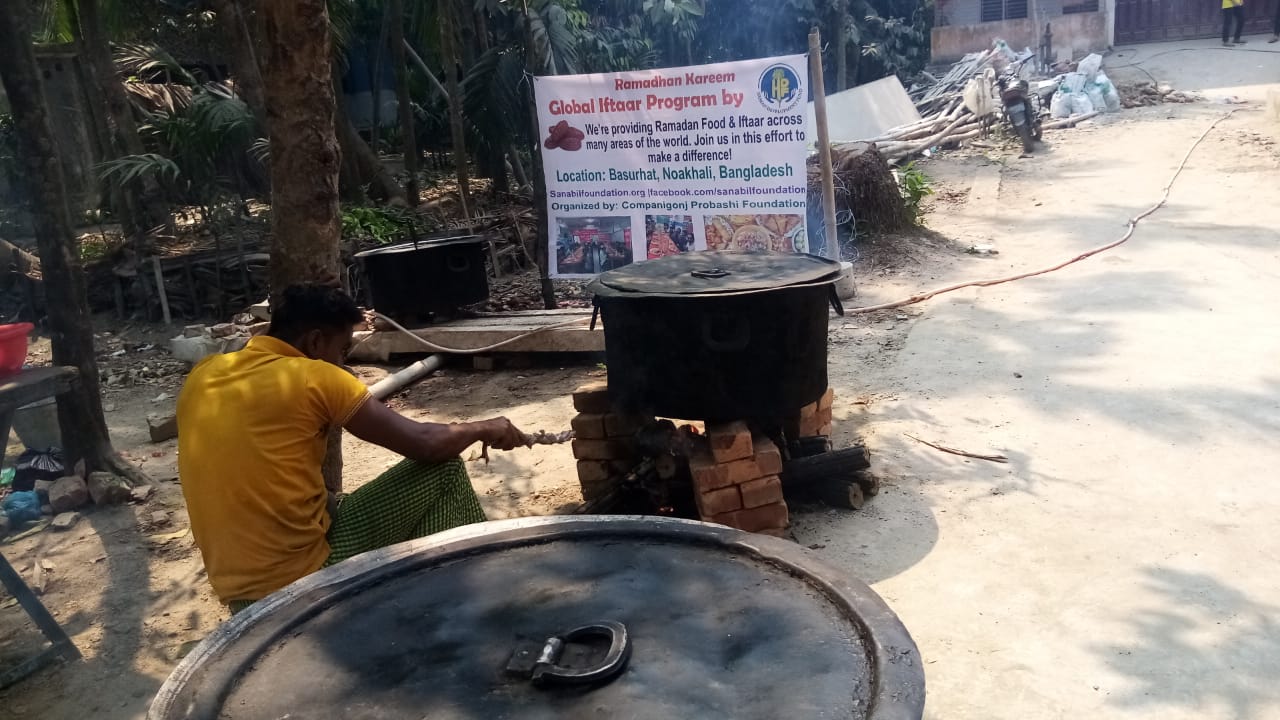 Ramadhan Kareem
Global Iftaar Program by
We're providing Ramadan Food & Iftaar across
many areas of the world. Join us in this effort to
make a difference!
Location: Basurhat, Noakhali, Bangladesh
Sanabilfoundation.org |facebook.com/sanabilfoundation
Organized by: Companigonj Probashi Foundation